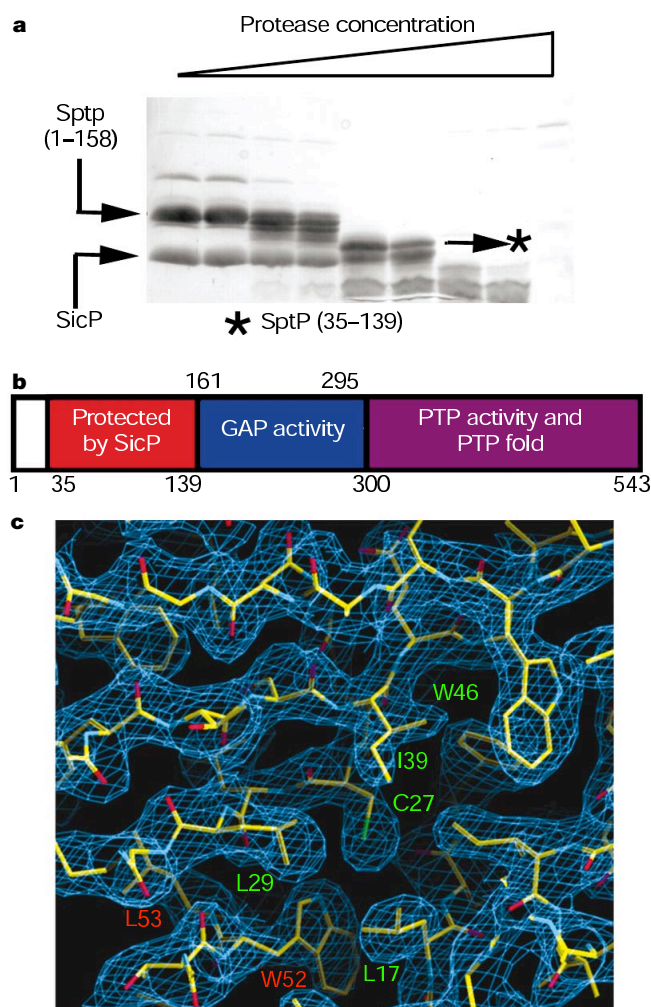 a
Protease concentration
Sptp
(1–158)
SicP
* SptP (35–139)
*
b
161 295
Protected
by SicP
GAP activity
PTP activity and
PTP fold
1 35 139 300 543
c
W46
I39
C27
L29
L53
W52
L17